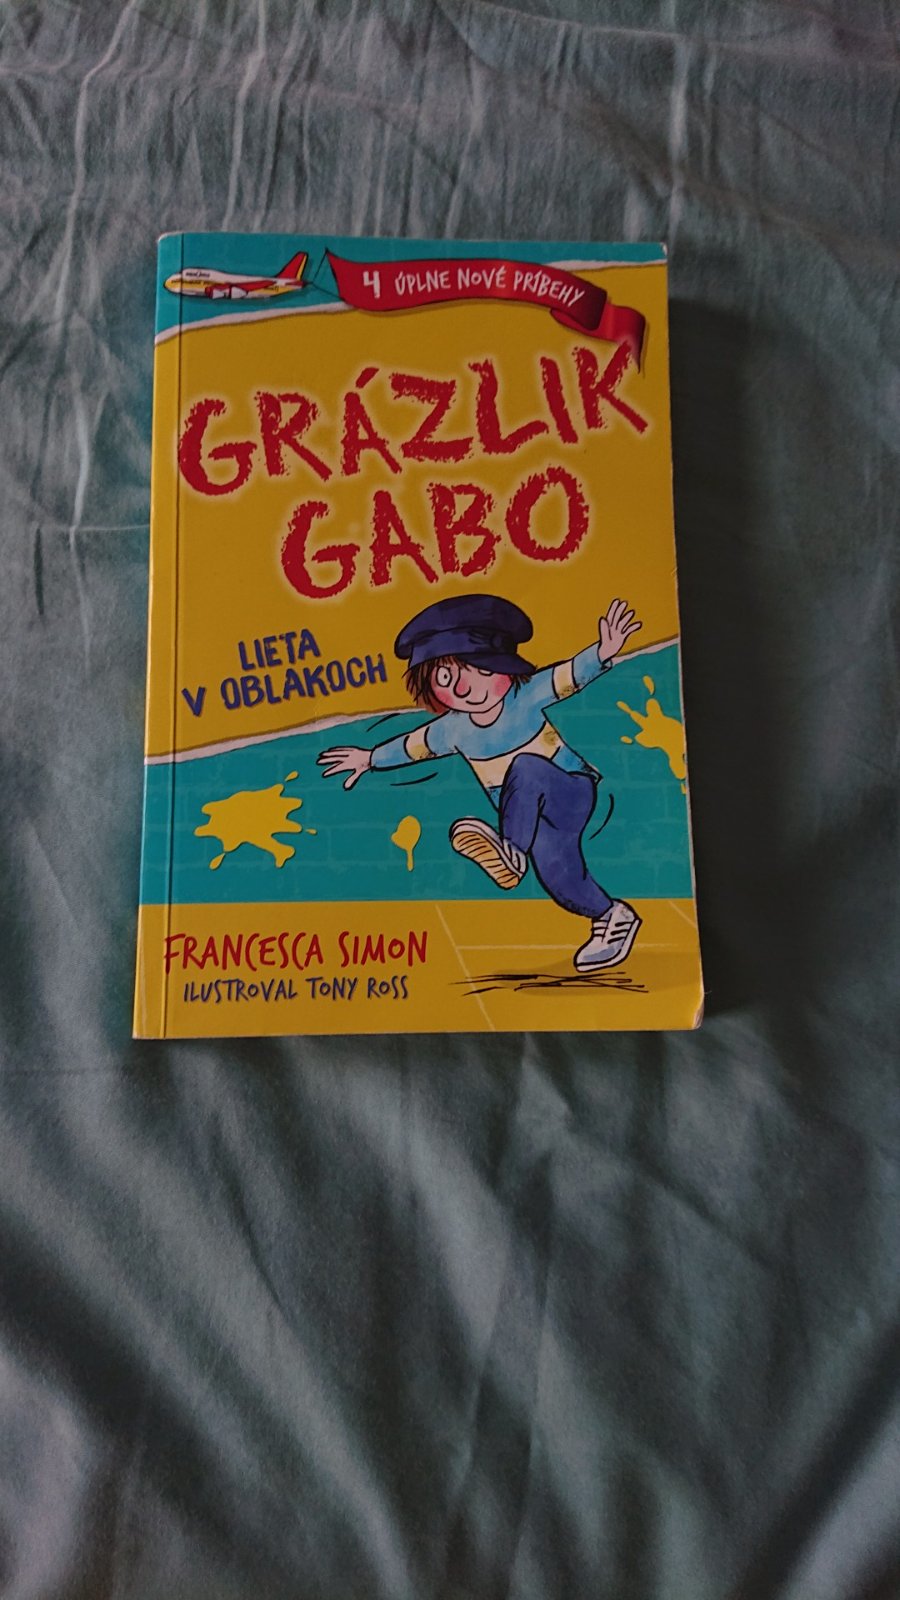 4 ÚPLNE NOVÉ PRÍBEHY
GRÁZLIK
GABO
LIETA
V OBLAKOCH
FRANCESCA SIMON
ILUSTROVAL TONY ROSS